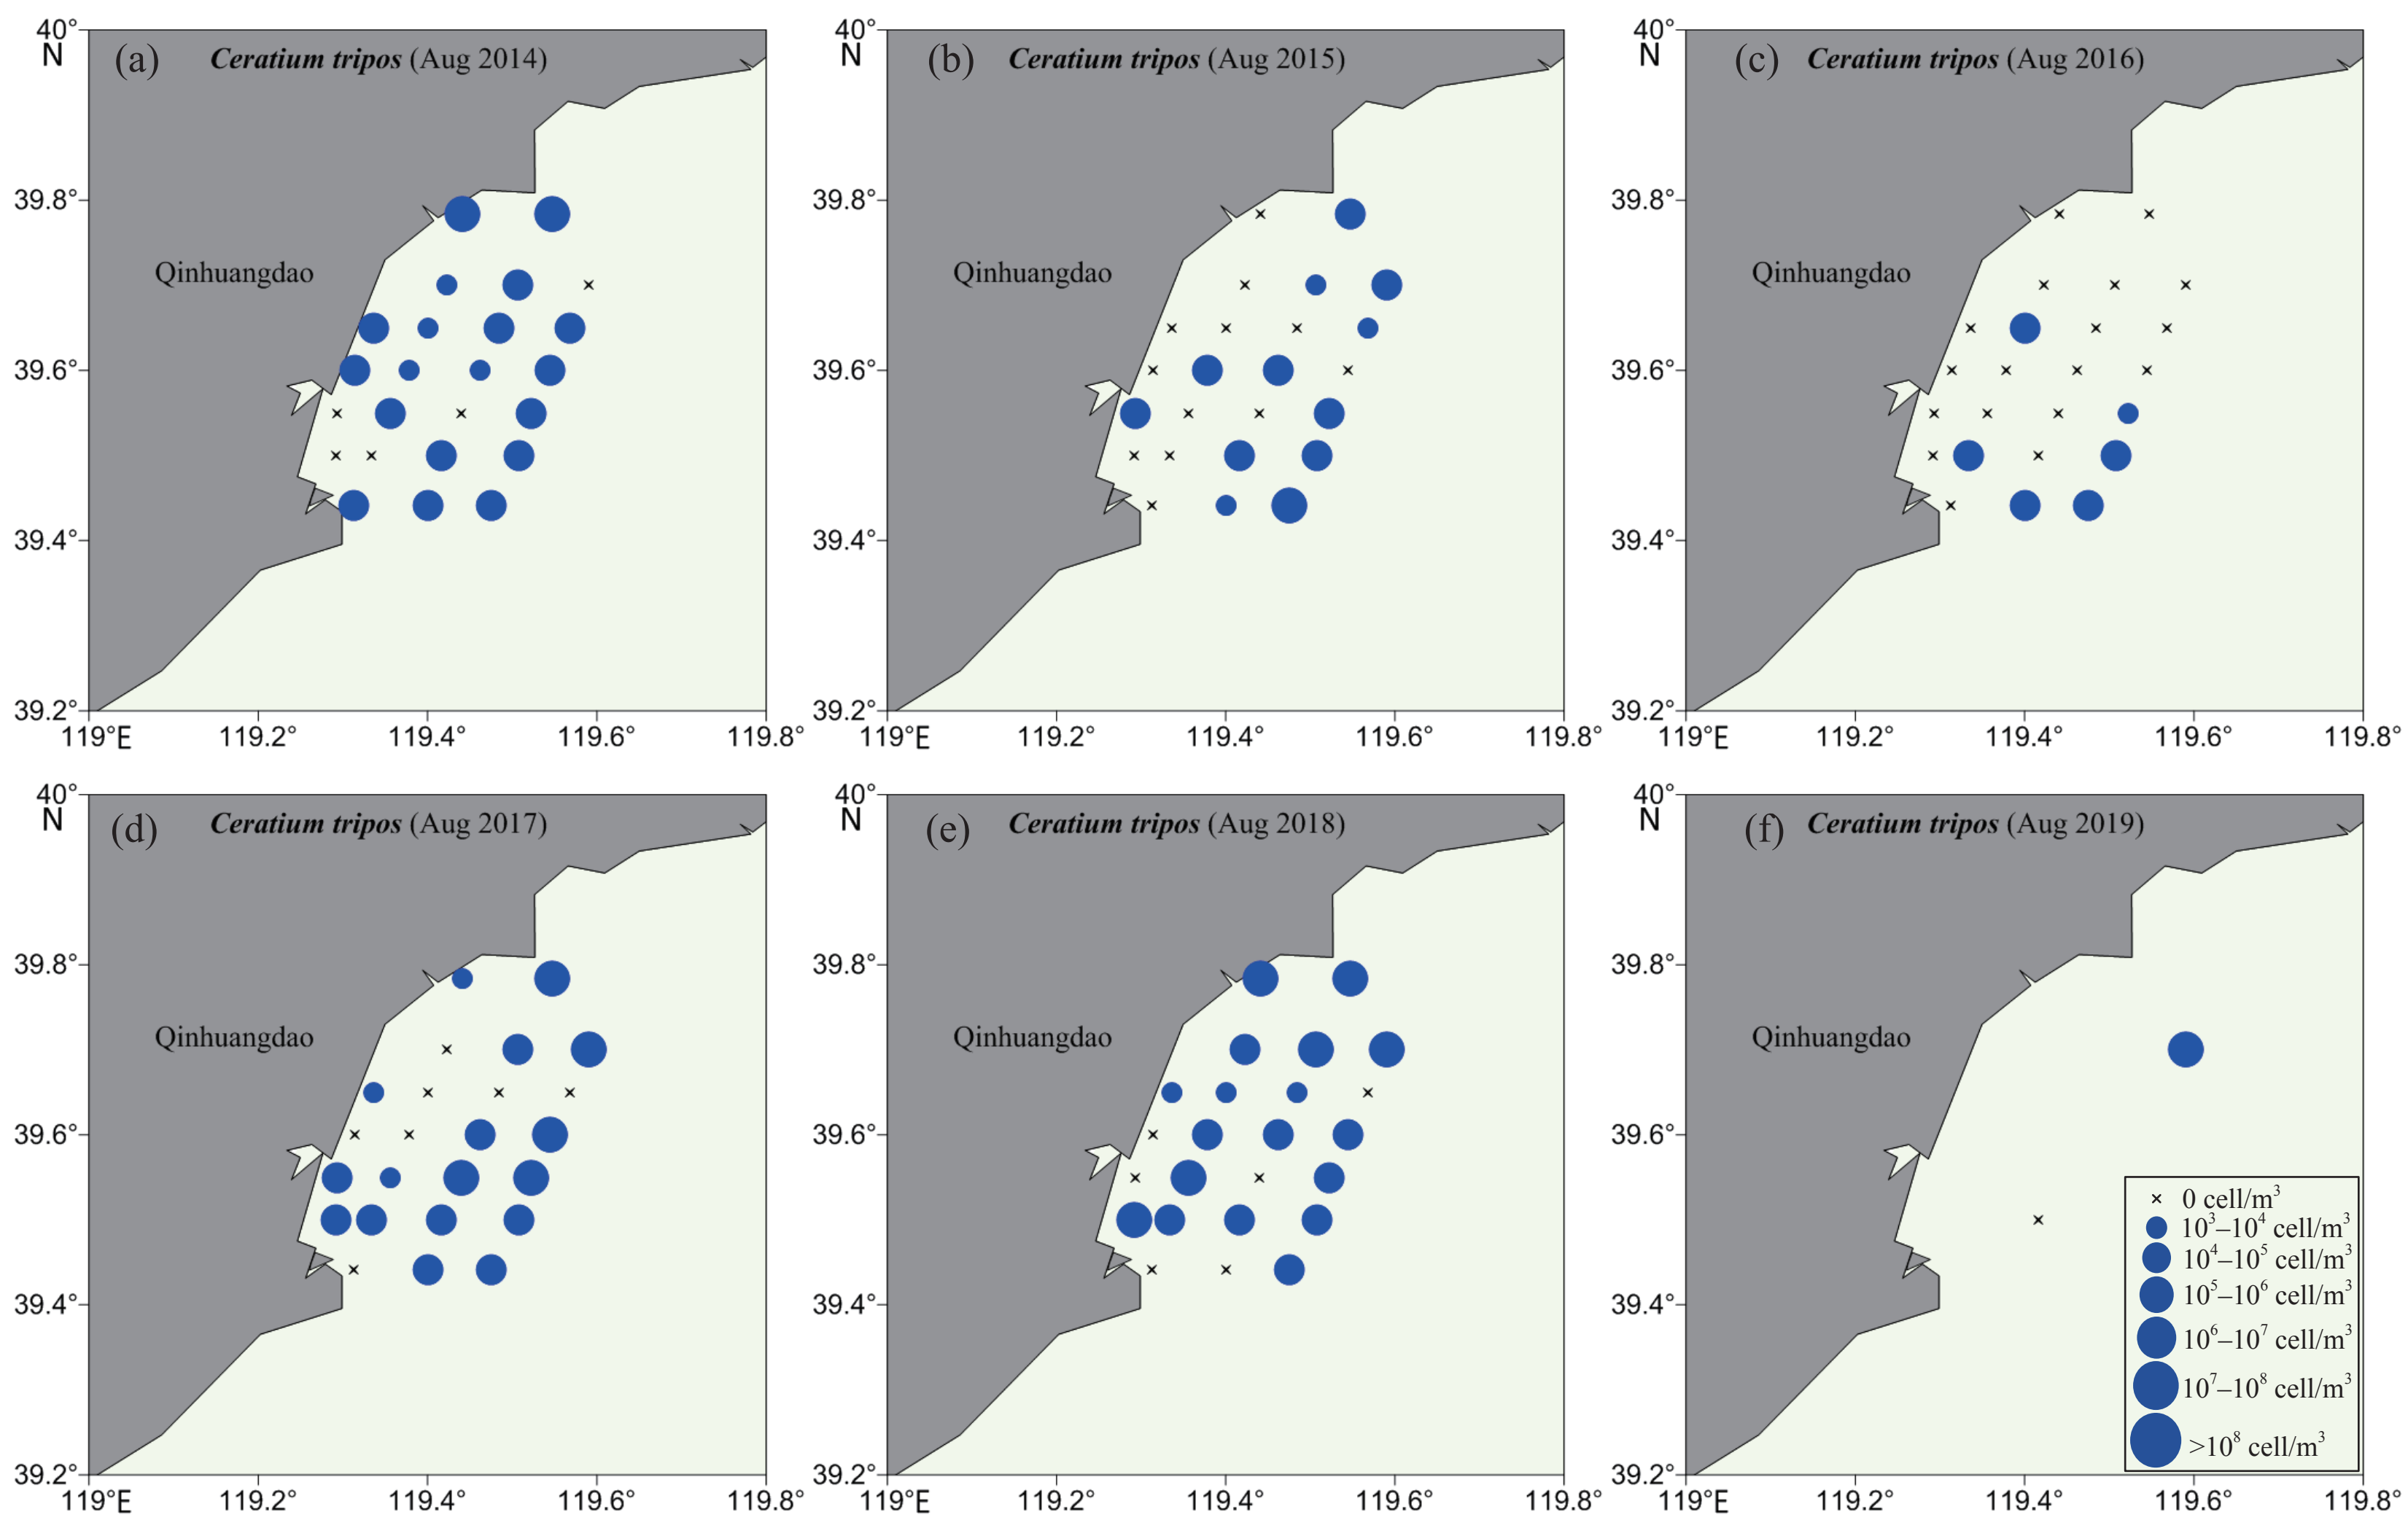 40°
N
(a)
Ceratium tripos (Aug 2014)
39.8°
Qinhuangdao
39.6°
39.4°
39.2°
119°E 119.2° 119.4° 119.6° 119.8°
40°
N
(b)
Ceratium tripos (Aug 2015)
39.8°
Qinhuangdao
39.6°
39.4°
39.2°
119°E 119.2° 119.4° 119.6° 119.8°
40°
N
(c)
Ceratium tripos (Aug 2016)
39.8°
Qinhuangdao
39.6°
39.4°
39.2°
119°E 119.2° 119.4° 119.6° 119.8°
40°
N
(d)
Ceratium tripos (Aug 2017)
39.8°
Qinhuangdao
39.6°
39.4°
39.2°
119°E 119.2° 119.4° 119.6° 119.8°
40°
N
(e)
Ceratium tripos (Aug 2018)
39.8°
Qinhuangdao
39.6°
39.4°
39.2°
119°E 119.2° 119.4° 119.6° 119.8°
40°
N
(f)
Ceratium tripos (Aug 2019)
39.8°
Qinhuangdao
39.6°
39.4°
39.2°
119°E 119.2° 119.4° 119.6° 119.8°
0 cell/m³
10³–10⁴ cell/m³
10⁴–10⁵ cell/m³
10⁵–10⁶ cell/m³
10⁶–10⁷ cell/m³
10⁷–10⁸ cell/m³
>10⁸ cell/m³